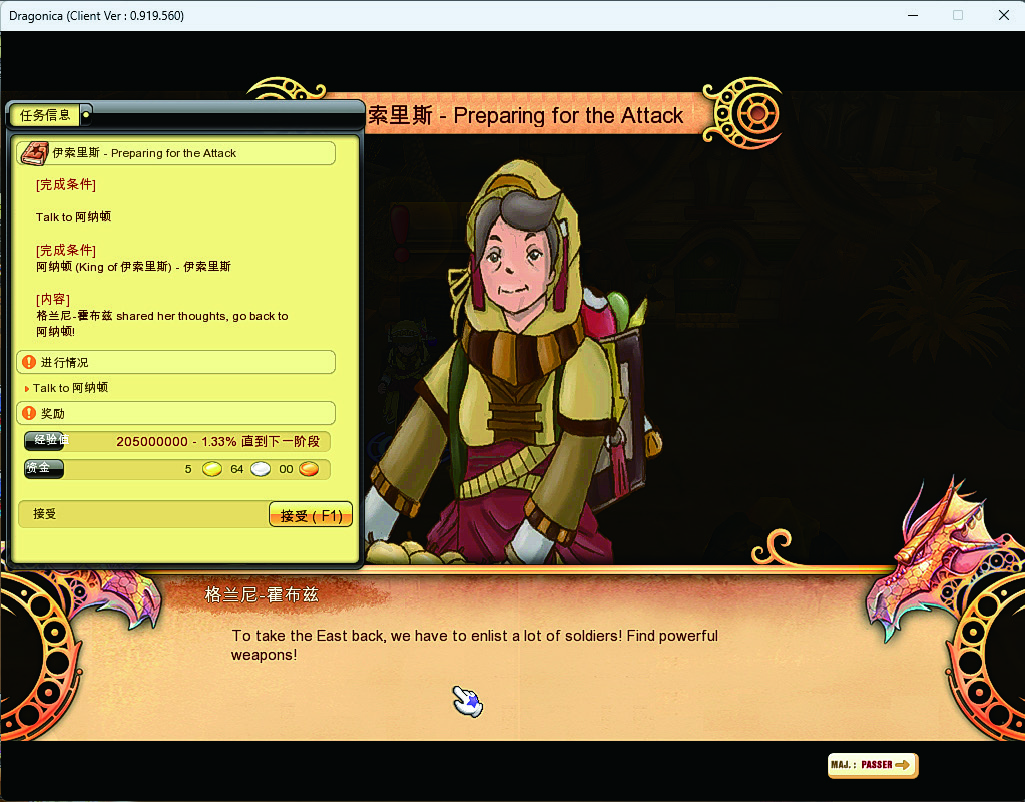 Dragonica (Client Ver : 0.919.560)
索里斯 - Preparing for the Attack
任务信息
伊索里斯 - Preparing for the Attack
[完成条件]
Talk to 阿纳顿
[完成条件]
阿纳顿 (King of 伊索里斯) - 伊索里斯
[内容]
格兰尼-霍布兹 shared her thoughts, go back to
阿纳顿!
进行情况
Talk to 阿纳顿
奖励
经验值 205000000 - 1.33% 直到下一阶段
资金 5 64 00
接受 接受 ( F1)
格兰尼-霍布兹
To take the East back, we have to enlist a lot of soldiers! Find powerful
weapons!
MAJ. : PASSER